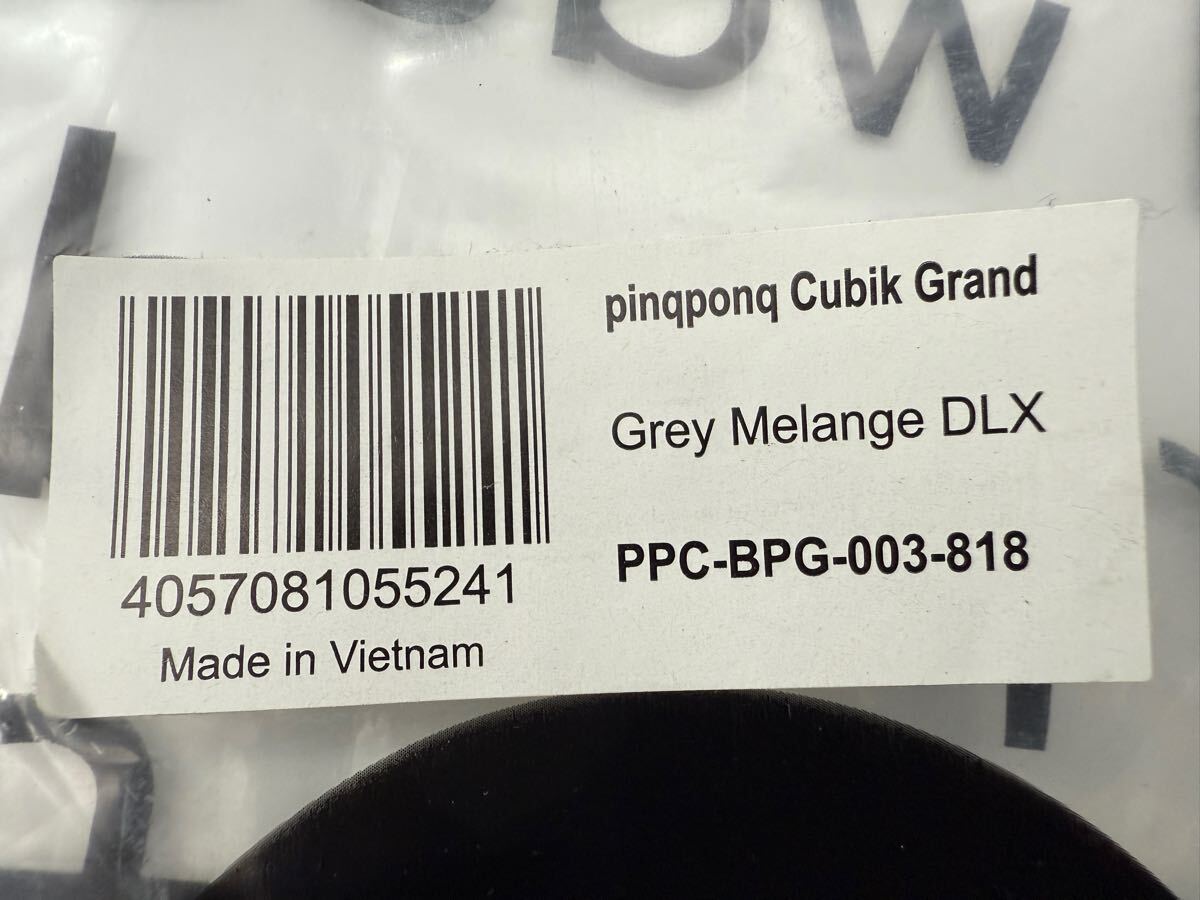 pinqponq Cubik Grand
Grey Melange DLX
PPC-BPG-003-818
4057081055241
Made in Vietnam